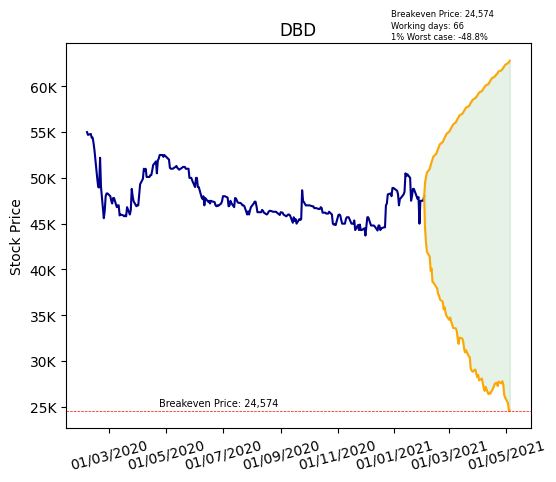 Breakeven Price: 24,574
Working days: 66
1% Worst case: -48.8%
DBD
Stock Price
60K
55K
50K
45K
40K
35K
30K
25K
Breakeven Price: 24,574
01/03/2020
01/05/2020
01/07/2020
01/09/2020
01/11/2020
01/01/2021
01/03/2021
01/05/2021